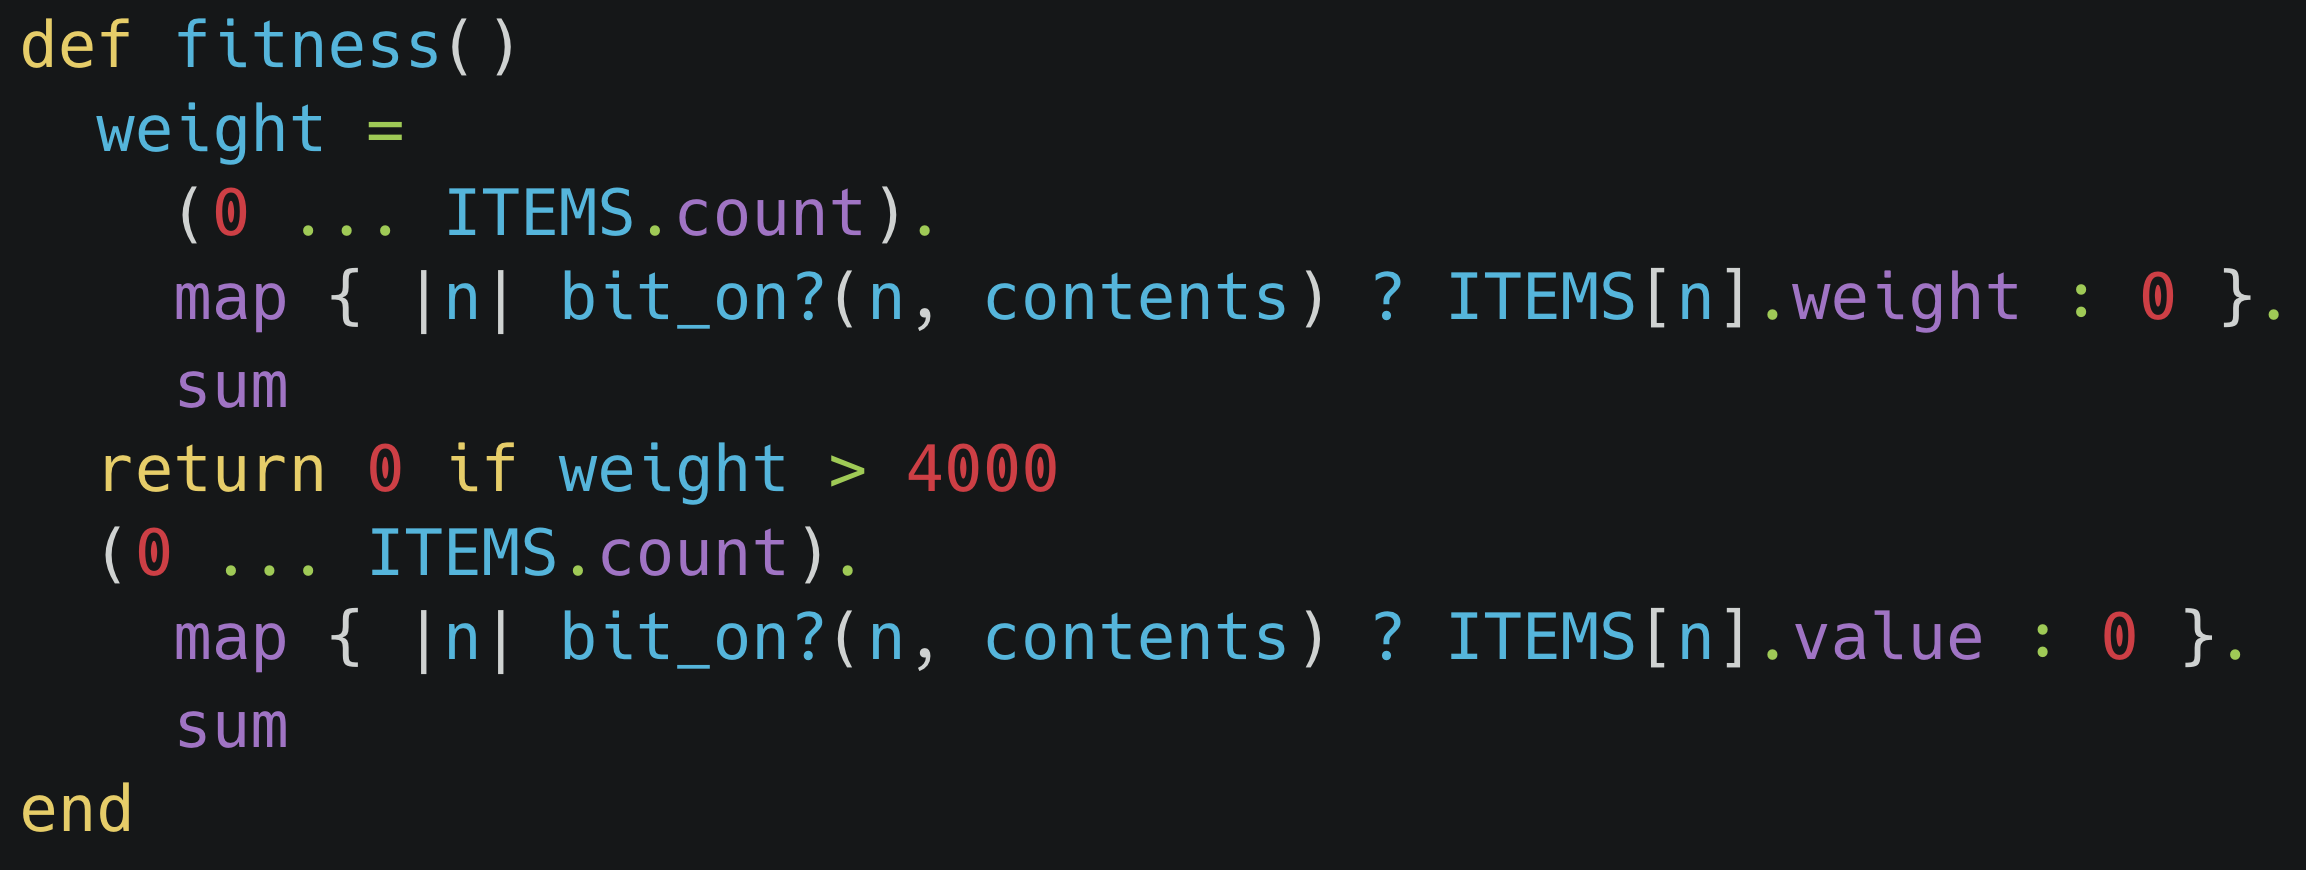 def fitness()
  weight =
    (0 ... ITEMS.count).
    map { |n| bit_on?(n, contents) ? ITEMS[n].weight : 0 }.
    sum
  return 0 if weight > 4000
  (0 ... ITEMS.count).
    map { |n| bit_on?(n, contents) ? ITEMS[n].value : 0 }.
    sum
end